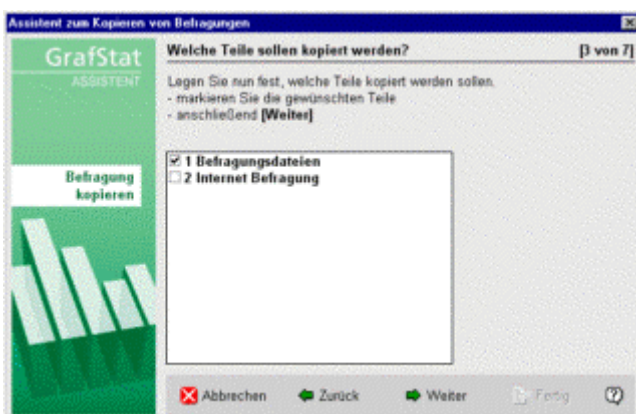 Assistent zum Kopieren von Befragungen
GrafStat
ASSISTENT
Befragung
kopieren
Welche Teile sollen kopiert werden? [3 von 7]
Legen Sie nun fest, welche Teile kopiert werden sollen.
- markieren Sie die gewünschten Teile
- anschließend [Weiter]
1 Befragungsdateien
2 Internet Befragung
Abbrechen Zurück Weiter Fertig